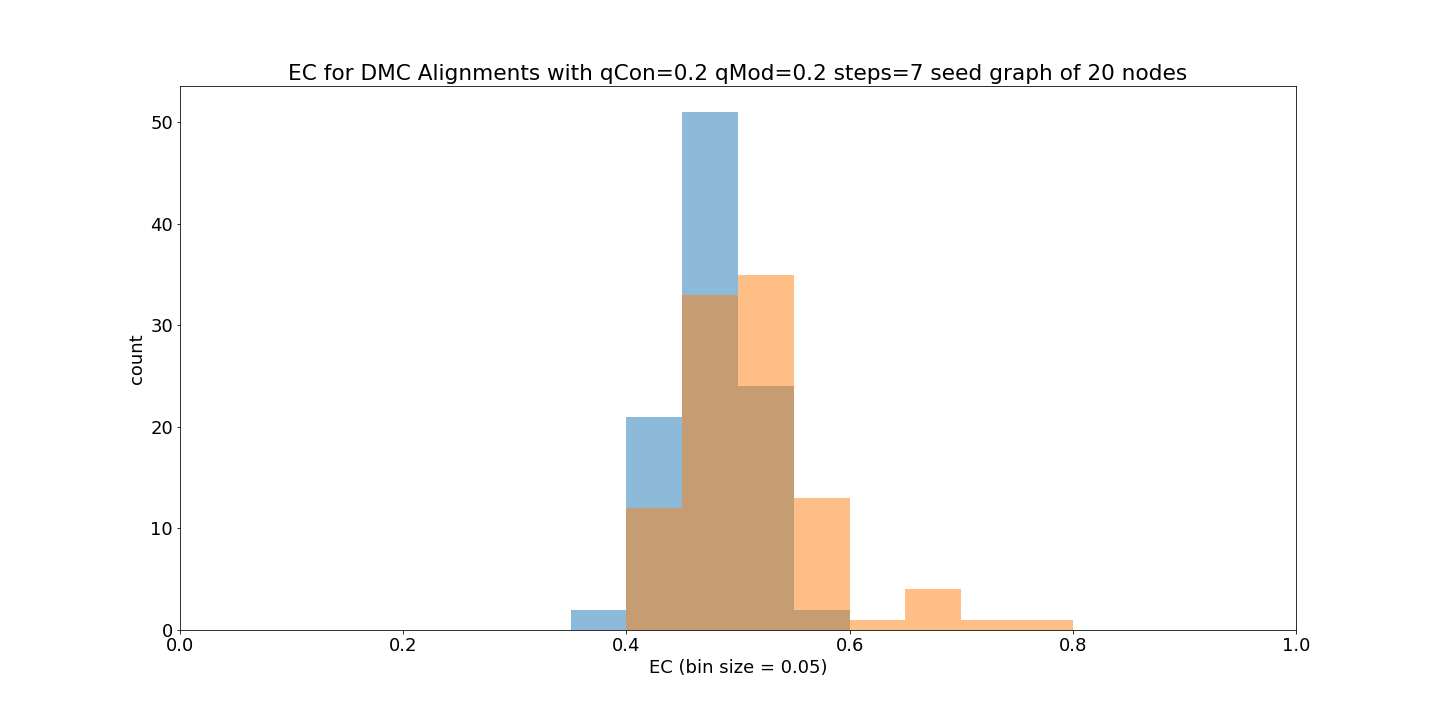 EC for DMC Alignments with qCon=0.2 qMod=0.2 steps=7 seed graph of 20 nodes
50
40
30
20
10
0
count
0.0 0.2 0.4 0.6 0.8 1.0
EC (bin size = 0.05)